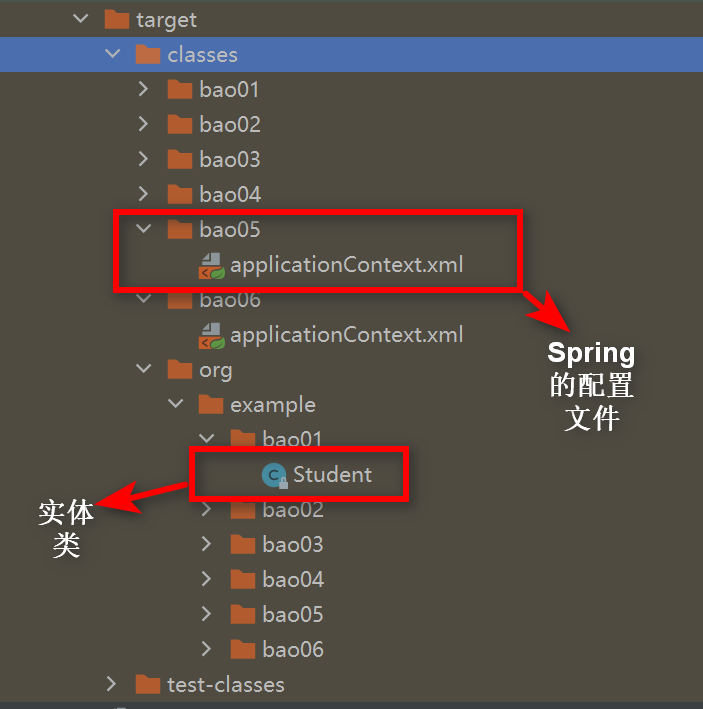 target
classes
bao01
bao02
bao03
bao04
bao05
applicationContext.xml
bao06
applicationContext.xml
Spring
的配置
文件
org
example
bao01
Student
实体
类
bao02
bao03
bao04
bao05
bao06
test-classes